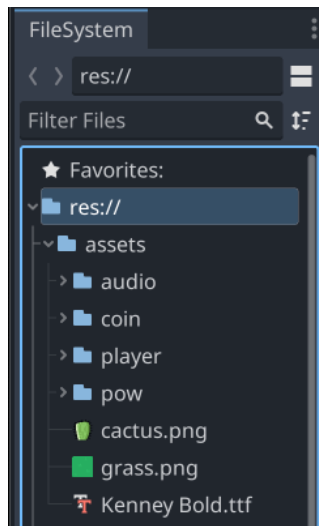 FileSystem
res://
Filter Files
Favorites:
res://
assets
audio
coin
player
pow
cactus.png
grass.png
Kenney Bold.ttf